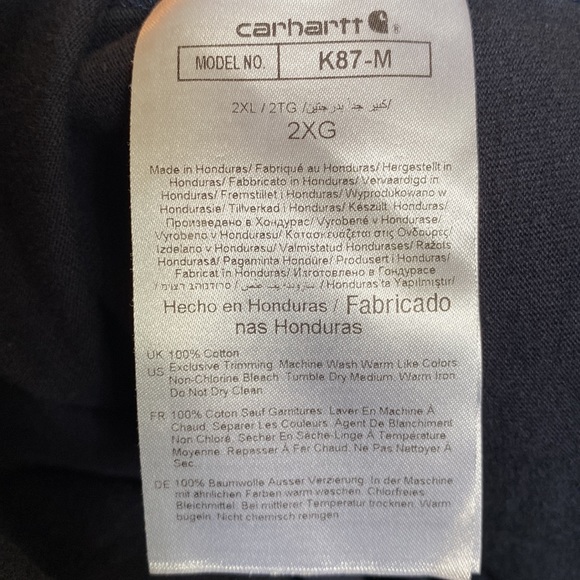 carhartt ®
MODEL NO. K87-M
2XL / 2TG /كبير جدا بدرجتين/
2XG
Made in Honduras/ Fabriqué au Honduras/ Hergestellt in
Honduras/ Fabbricato in Honduras/ Vervaardigd in
Honduras/ Fremstillet i Honduras/ Wyprodukowano w
Hondurasie/ Tillverkad i Honduras/ Készült Honduras/
Произведено в Хондурас/ Vyrobené v Hondurase/
Vyrobeno v Hondurasu/ Κατασκευάζεται στις Ονδούρες/
Izdelano v Hondurasu/ Valmistatud Hondurases/ Ražots
Hondurasā/ Pagaminta Hondūre/ Produsert i Honduras/
Fabricat în Honduras/ Изготовлено в Гондурасе
/ Honduras'ta Yapılmıştır/
Hecho en Honduras / Fabricado
nas Honduras
UK 100% Cotton
US Exclusive Trimming. Machine Wash Warm Like Colors.
Non-Chlorine Bleach. Tumble Dry Medium. Warm Iron.
Do Not Dry Clean.
FR 100% Coton Sauf Garnitures. Laver En Machine À
Chaud. Séparer Les Couleurs. Agent De Blanchiment
Non Chloré. Sécher En Sèche-Linge À Température
Moyenne. Repasser À Fer Chaud. Ne Pas Nettoyer À
Sec.
DE 100% Baumwolle Ausser Verzierung. In der Maschine
mit ähnlichen Farben warm waschen. Chlorfreies
Bleichmittel. Bei mittlerer Temperatur trocknen. Warm
bügeln. Nicht chemisch reinigen.